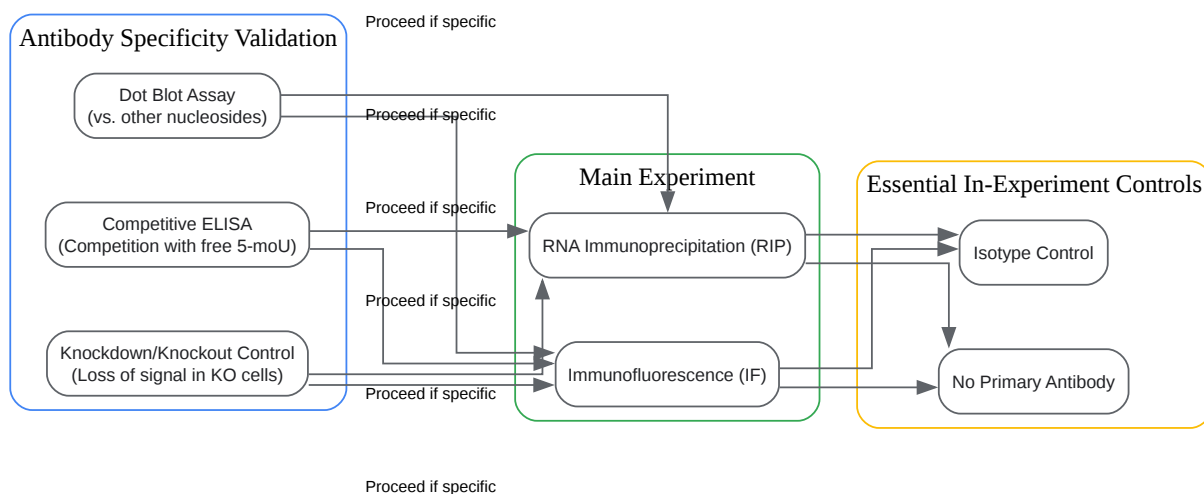 Proceed if specific
Antibody Specificity Validation
Dot Blot Assay
(vs. other nucleosides)
Proceed if specific
Main Experiment
Essential In-Experiment Controls
Competitive ELISA
(Competition with free 5-moU)
Proceed if specific
RNA Immunoprecipitation (RIP)
Isotype Control
Proceed if specific
Knockdown/Knockout Control
(Loss of signal in KO cells)
Immunofluorescence (IF)
No Primary Antibody
Proceed if specific
Proceed if specific